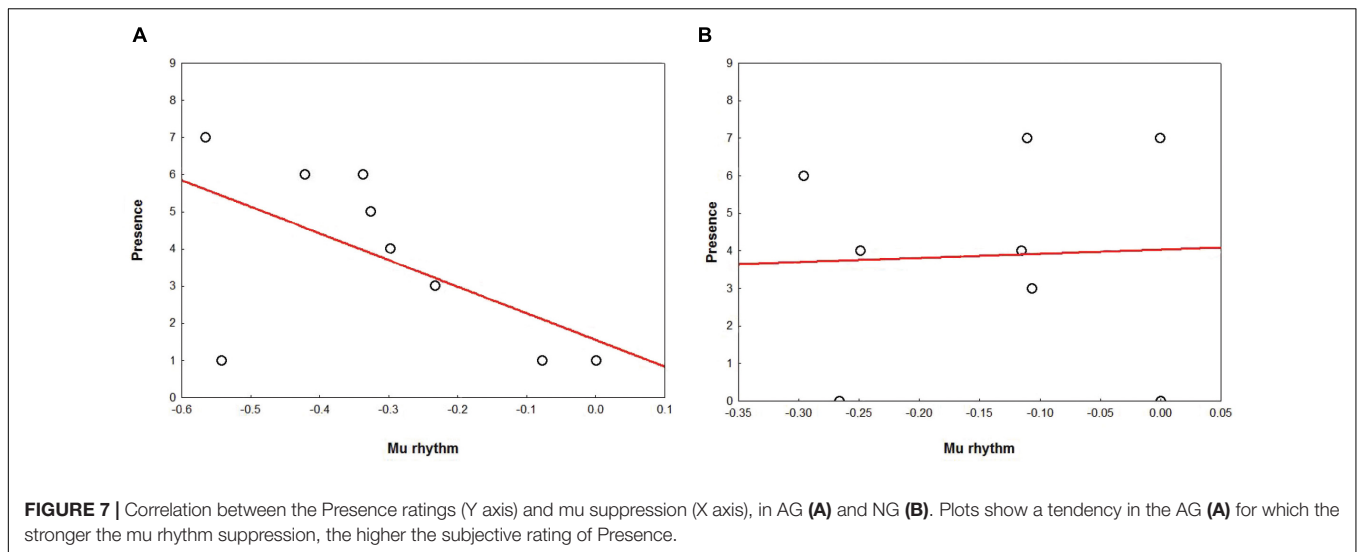 A
B
9
8
7
6
5
4
3
2
1
0
Presence
-0.6 -0.5 -0.4 -0.3 -0.2 -0.1 0.0 0.1
Mu rhythm
9
8
7
6
5
4
3
2
1
0
Presence
-0.35 -0.30 -0.25 -0.20 -0.15 -0.10 -0.05 0.00 0.05
Mu rhythm
FIGURE 7 | Correlation between the Presence ratings (Y axis) and mu suppression (X axis), in AG (A) and NG (B). Plots show a tendency in the AG (A) for which the
stronger the mu rhythm suppression, the higher the subjective rating of Presence.